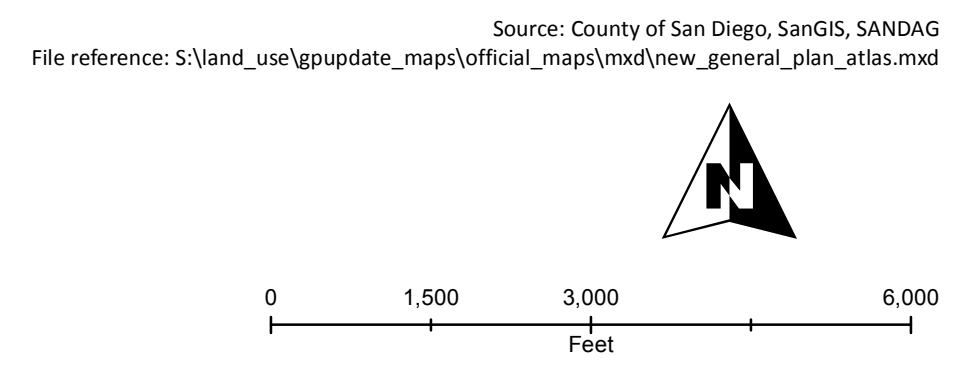 Source: County of San Diego, SanGIS, SANDAG
File reference: S:\land_use\gpupdate_maps\official_maps\mxd\new_general_plan_atlas.mxd
N
0 1,500 3,000 6,000
Feet